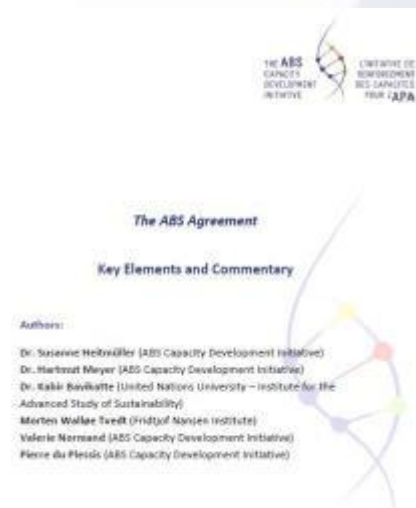 THE ABS
CAPACITY
DEVELOPMENT
INITIATIVE
L'INITIATIVE DE
RENFORCEMENT
DES CAPACITÉS
POUR L'APA
The ABS Agreement
Key Elements and Commentary
Authors:
Dr. Susanne Heitmüller (ABS Capacity Development Initiative)
Dr. Hartmut Meyer (ABS Capacity Development Initiative)
Dr. Kabir Bavikatte (United Nations University – Institute for the
Advanced Study of Sustainability)
Morten Walløe Tvedt (Fridtjof Nansen Institute)
Valerie Normand (ABS Capacity Development Initiative)
Pierre du Plessis (ABS Capacity Development Initiative)